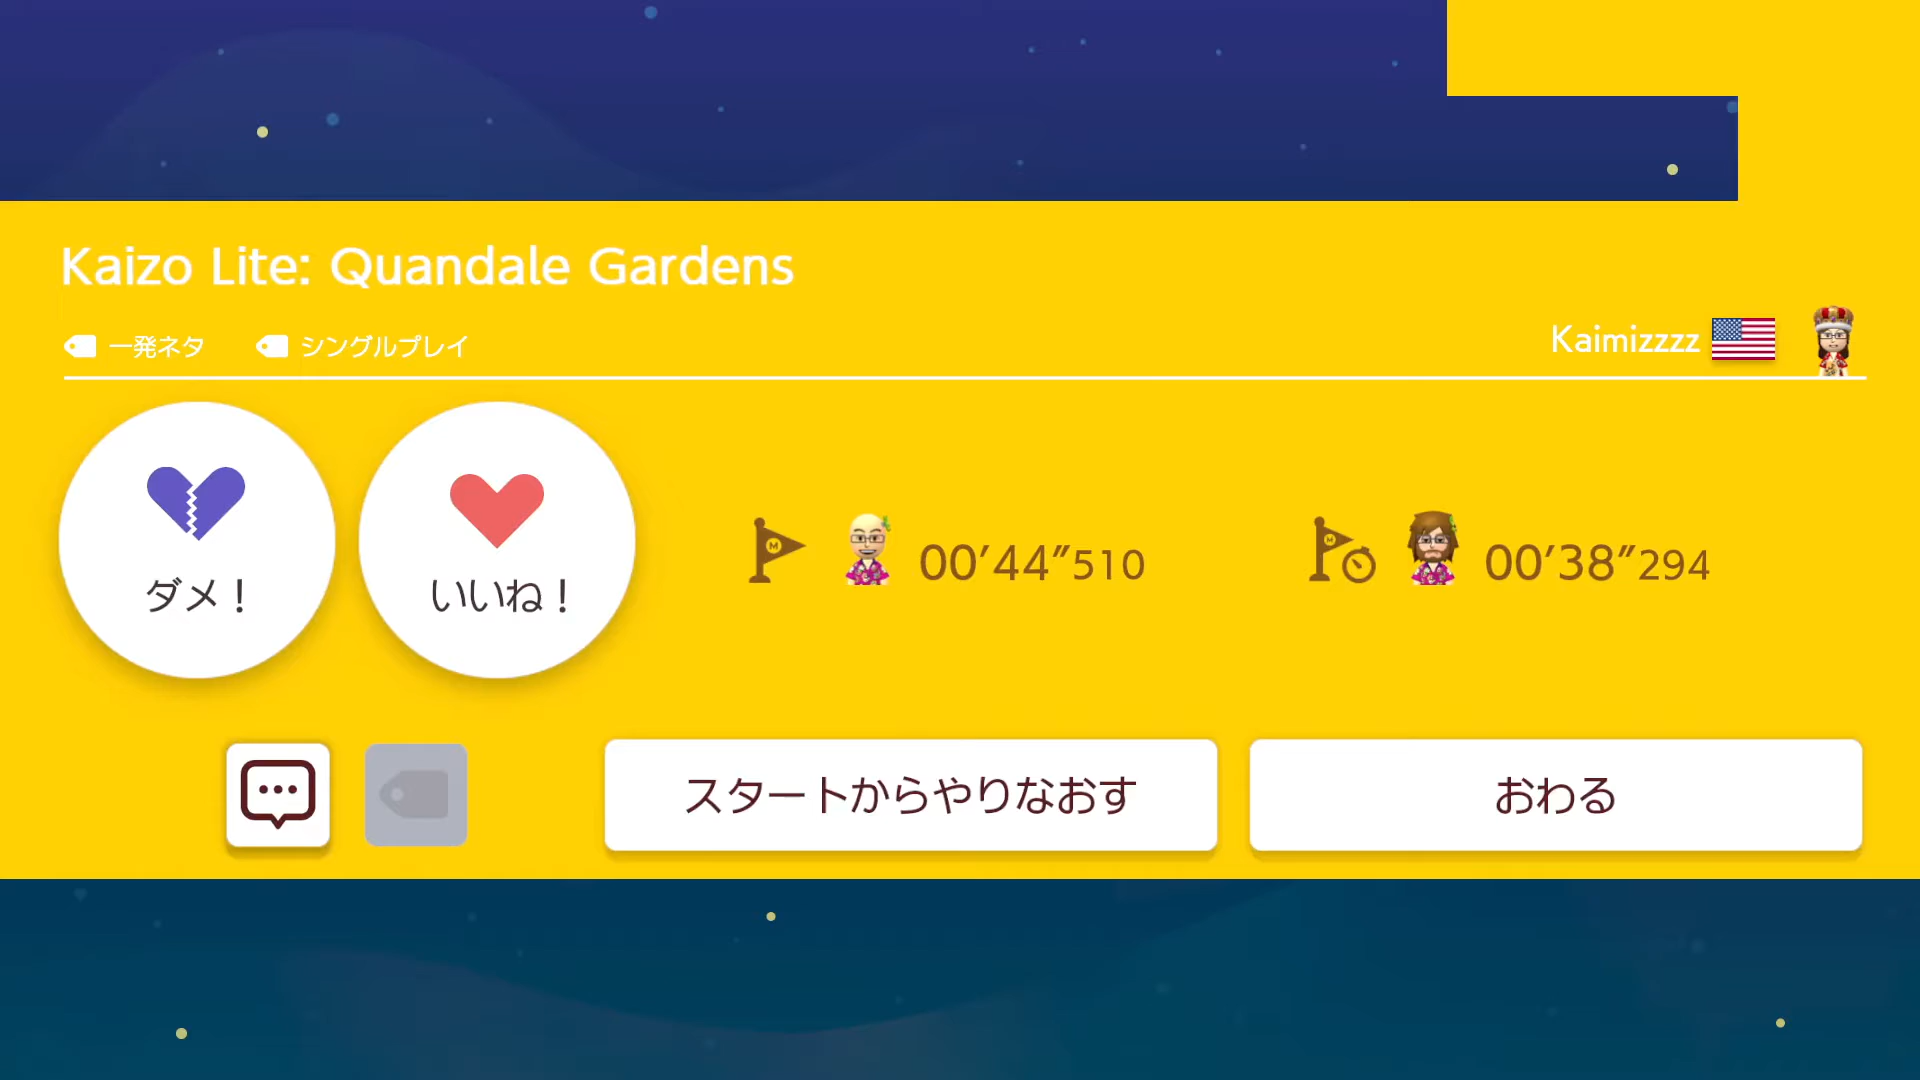 Kaizo Lite: Quandale Gardens
一発ネタ シングルプレイ
Kaimizzzz
ダメ！
いいね！
00′44″510
00′38″294
スタートからやりなおす
おわる